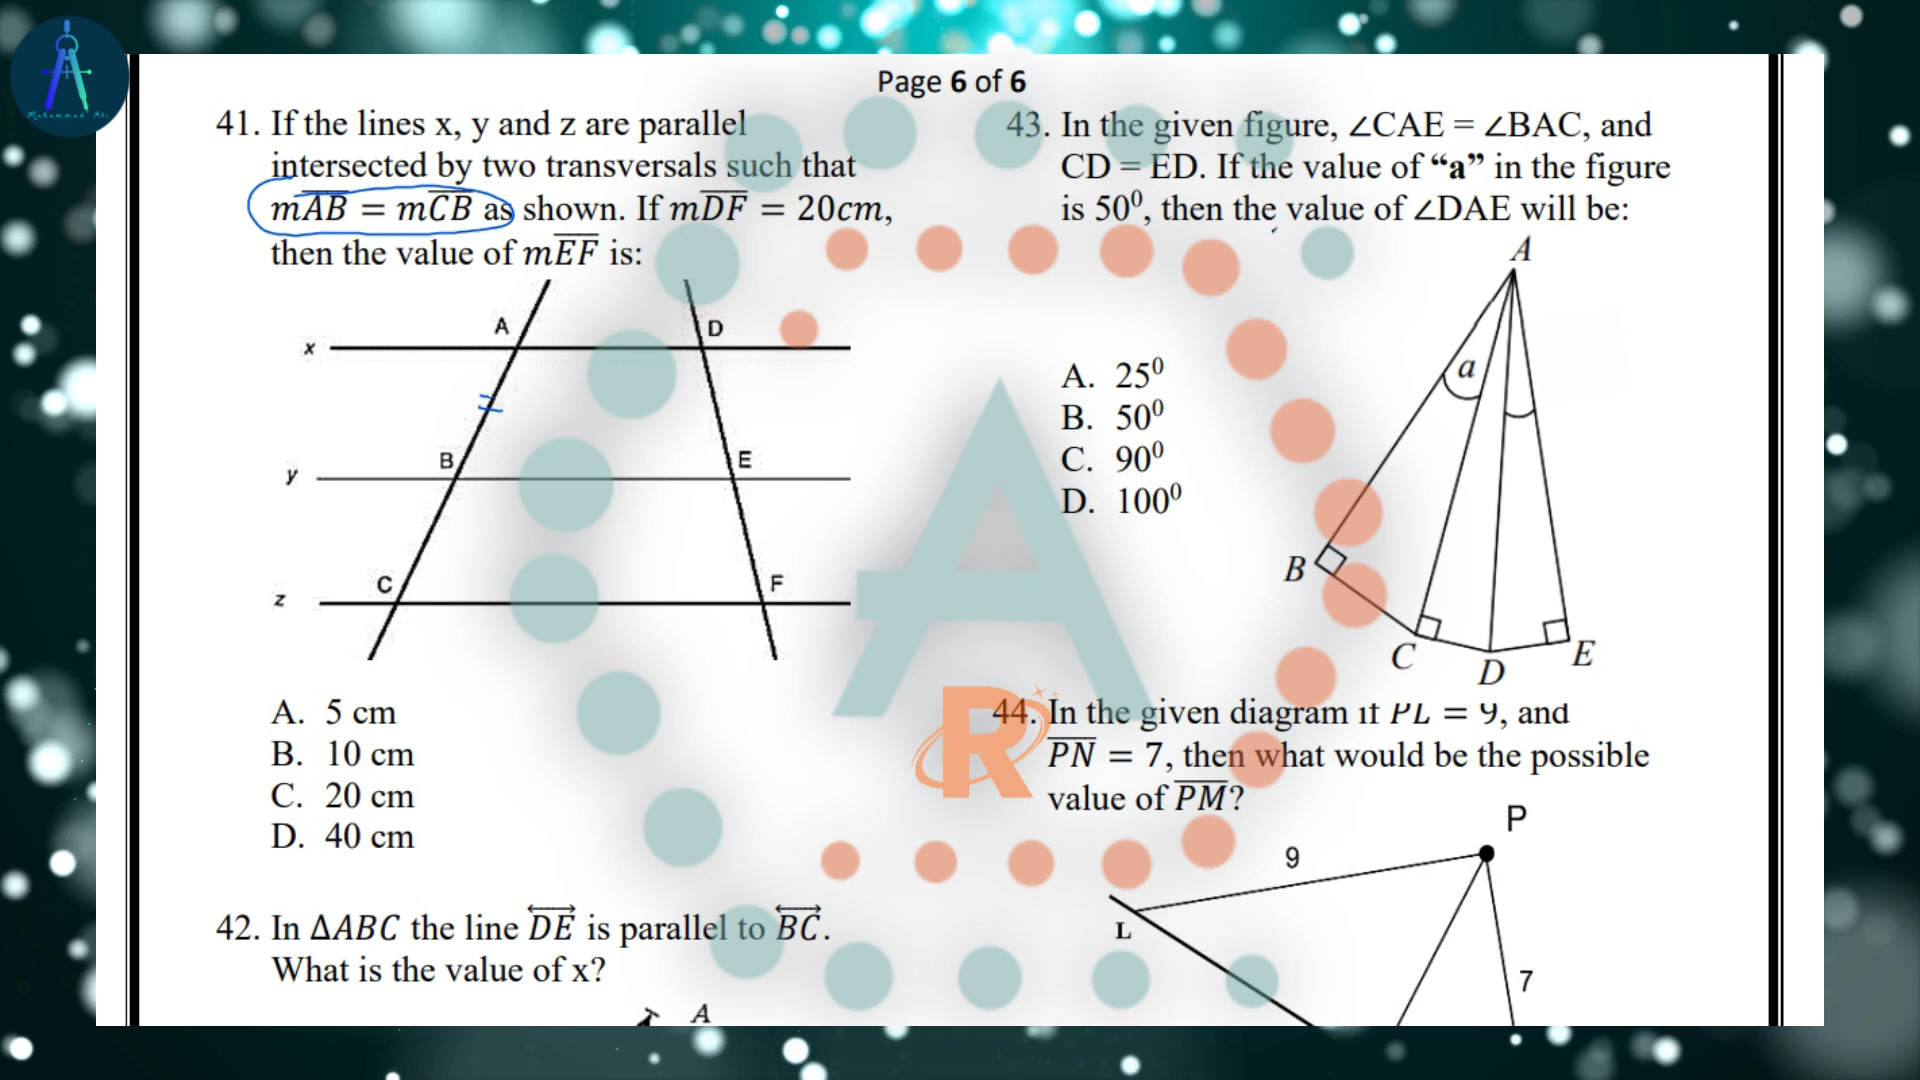 Muhammad Ali
Page 6 of 6
41. If the lines x, y and z are parallel
intersected by two transversals such that
mAB = mCB as shown. If mDF = 20cm,
then the value of mEF is:
A
D
x
B
E
y
C
F
z
A. 5 cm
B. 10 cm
C. 20 cm
D. 40 cm
42. In ΔABC the line DE is parallel to BC.
What is the value of x?
A
43. In the given figure, ∠CAE = ∠BAC, and
CD = ED. If the value of “a” in the figure
is 50⁰, then the value of ∠DAE will be:
A
a
A. 25⁰
B. 50⁰
C. 90⁰
D. 100⁰
B
C
D
E
A
R
44. In the given diagram if PL = 9, and
PN = 7, then what would be the possible
value of PM?
P
9
L
7